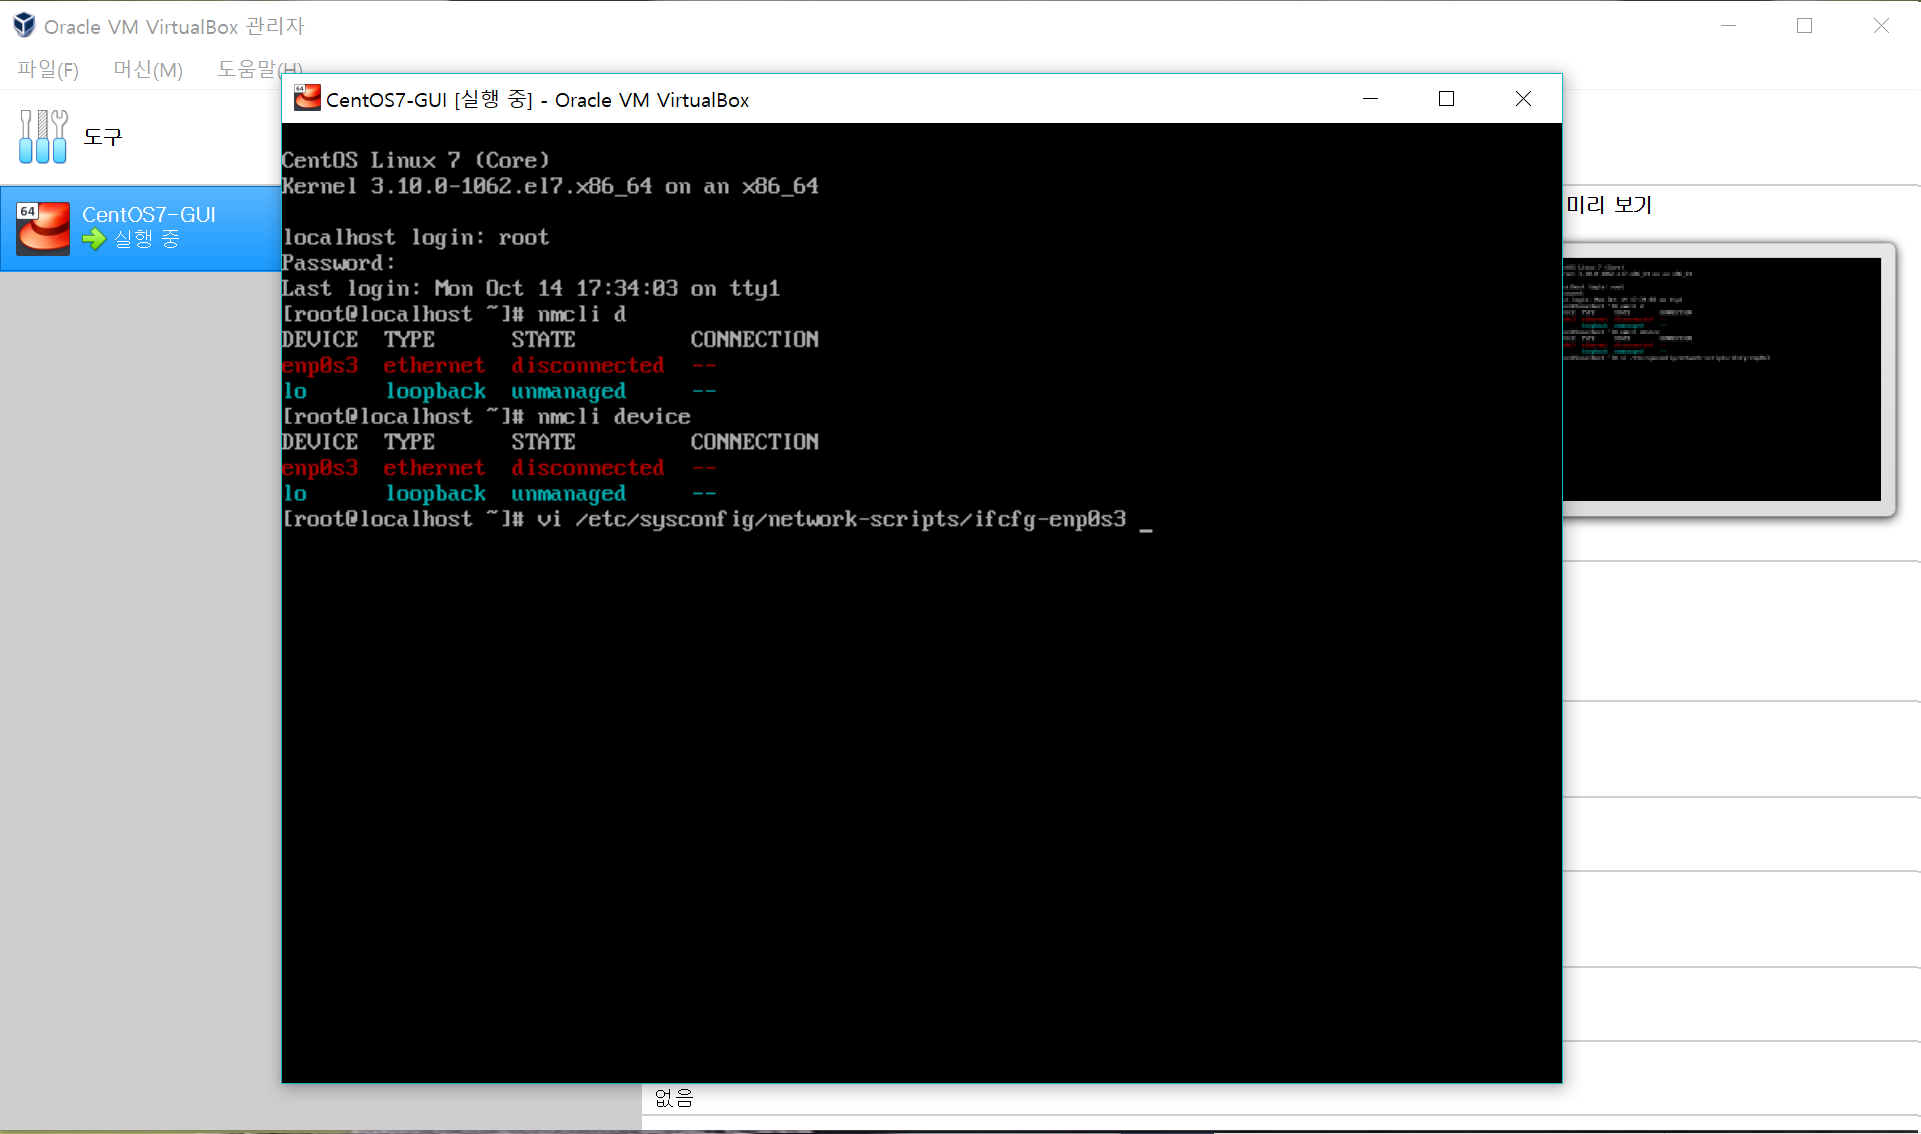 Oracle VM VirtualBox 관리자
파일(F) 머신(M) 도움말(H)
도구
64
CentOS7-GUI
실행 중
64
CentOS7-GUI [실행 중] - Oracle VM VirtualBox
CentOS Linux 7 (Core)
Kernel 3.10.0-1062.el7.x86_64 on an x86_64
localhost login: root
Password:
Last login: Mon Oct 14 17:34:03 on tty1
[root@localhost ~]# nmcli d
DEVICE TYPE STATE CONNECTION
enp0s3 ethernet disconnected --
lo loopback unmanaged --
[root@localhost ~]# nmcli device
DEVICE TYPE STATE CONNECTION
enp0s3 ethernet disconnected --
lo loopback unmanaged --
[root@localhost ~]# vi /etc/sysconfig/network-scripts/ifcfg-enp0s3 _
미리 보기
없음